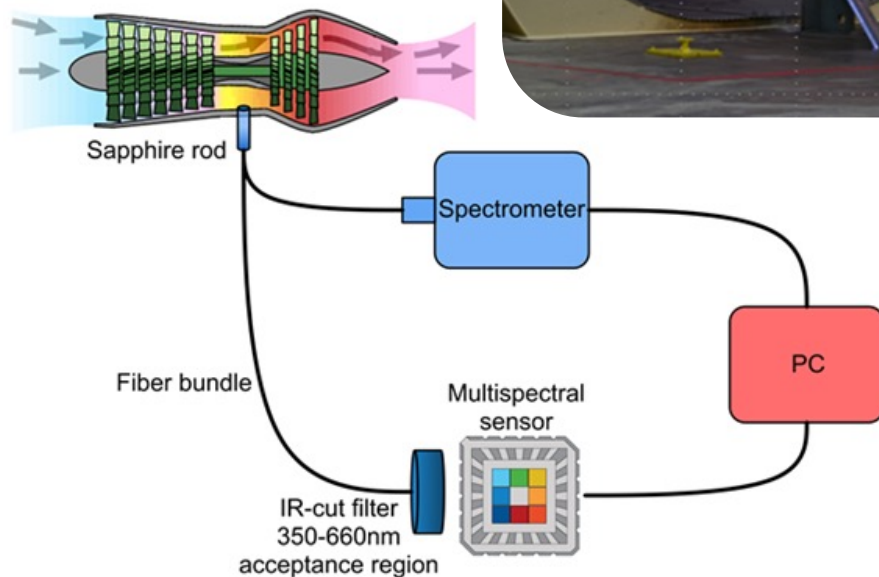 Sapphire rod
Spectrometer
PC
Fiber bundle
Multispectral
sensor
IR-cut filter
350-660nm
acceptance region